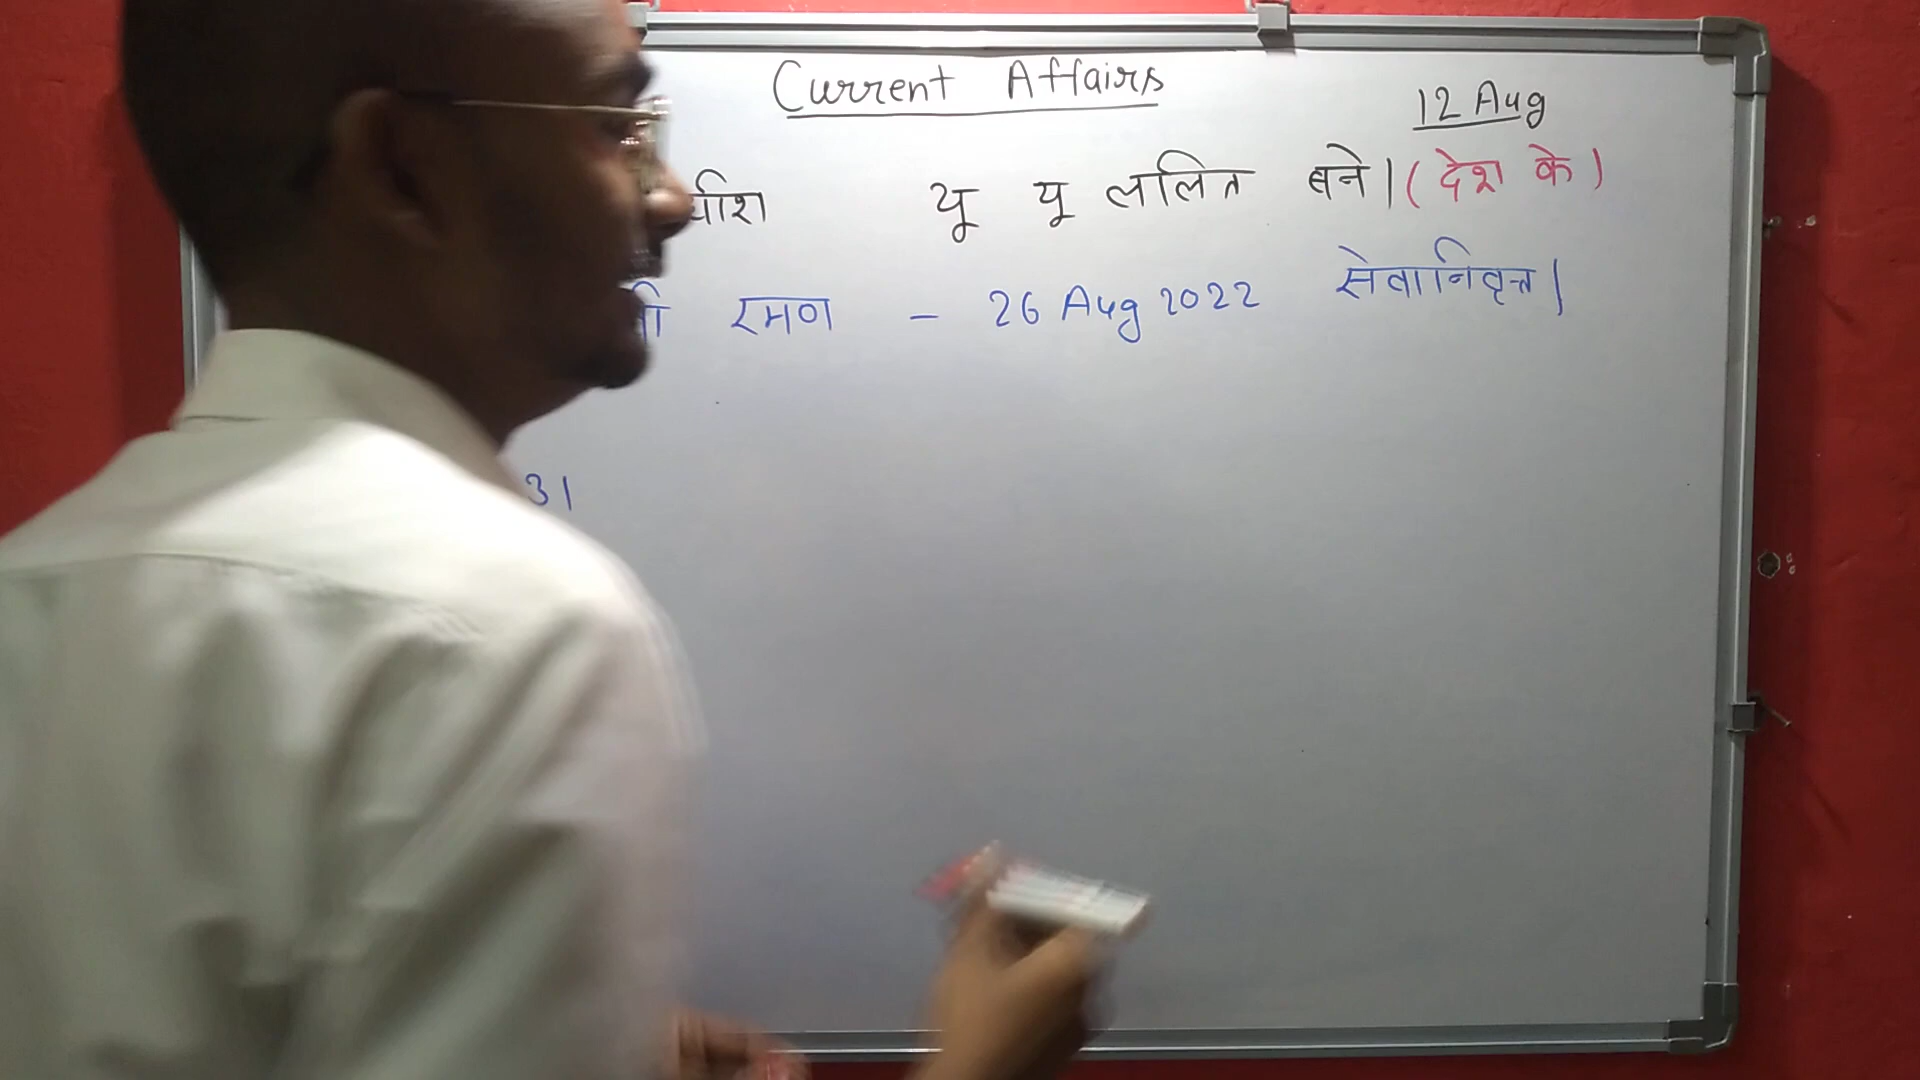 Current Affairs
12 Aug
यू यू ललित बने। (देश के)
रमण - 26 Aug 2022 सेवानिवृत्त।
31